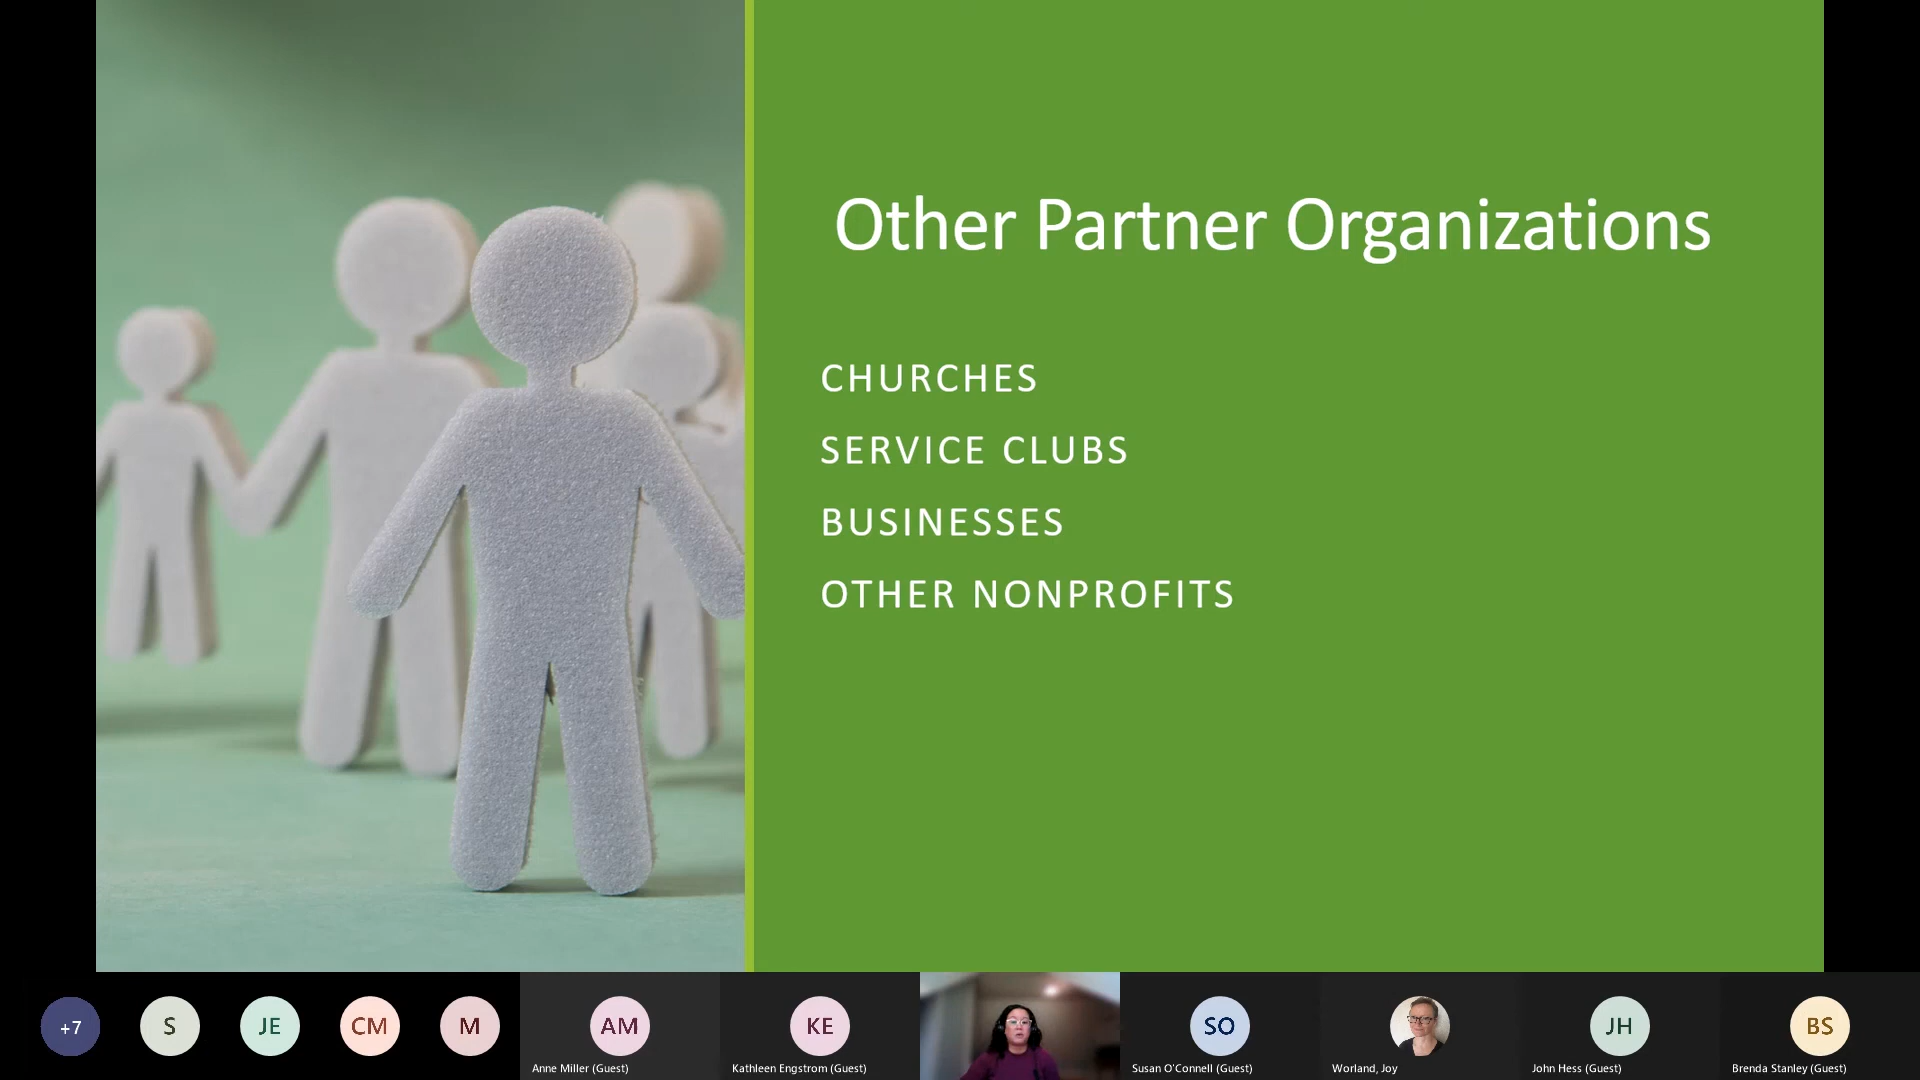 Other Partner Organizations
CHURCHES
SERVICE CLUBS
BUSINESSES
OTHER NONPROFITS
+7
S
JE
CM
M
AM
KE
SO
JH
BS
Anne Miller (Guest)
Kathleen Engstrom (Guest)
Susan O'Connell (Guest)
Worland, Joy
John Hess (Guest)
Brenda Stanley (Guest)